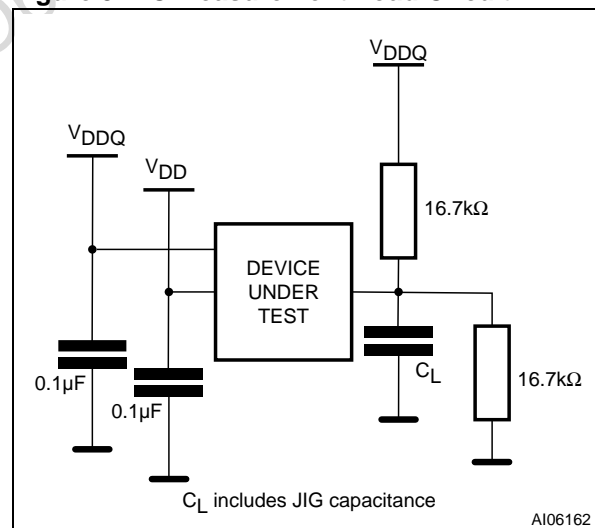 VDDQ
VDDQ
VDD
16.7kΩ
DEVICE
UNDER
TEST
0.1µF
0.1µF
CL
16.7kΩ
CL includes JIG capacitance
AI06162